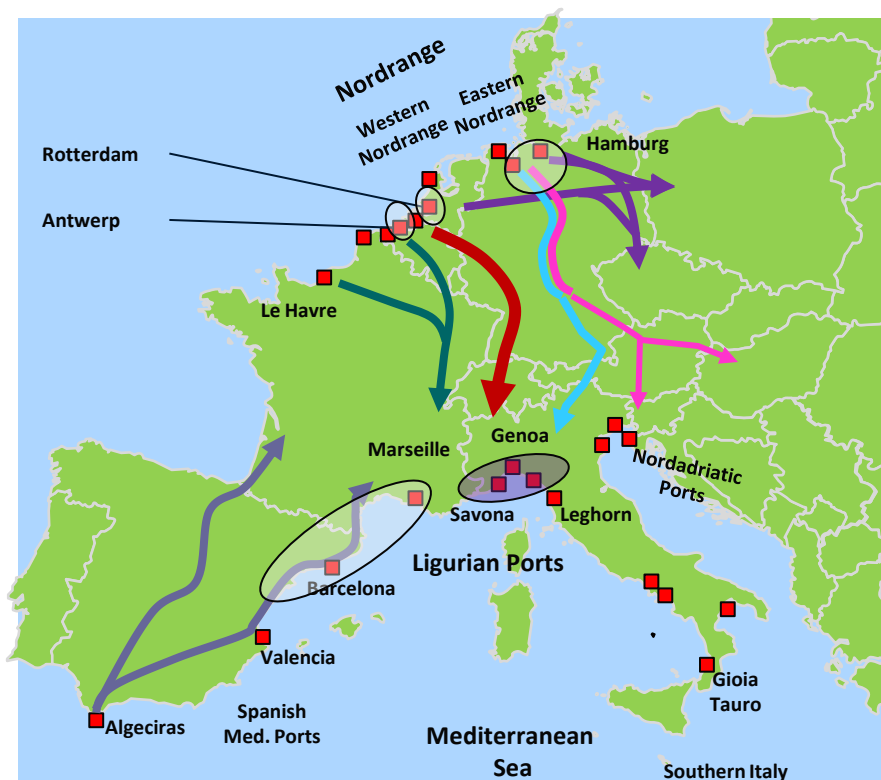 Nordrange
Western
Nordrange
Eastern
Nordrange
Hamburg
Rotterdam
Antwerp
Le Havre
Marseille
Genoa
Nordadriatic
Ports
Savona
Leghorn
Ligurian Ports
Barcelona
Valencia
Gioia
Tauro
Algeciras
Spanish
Med. Ports
Mediterranean
Sea
Southern Italy